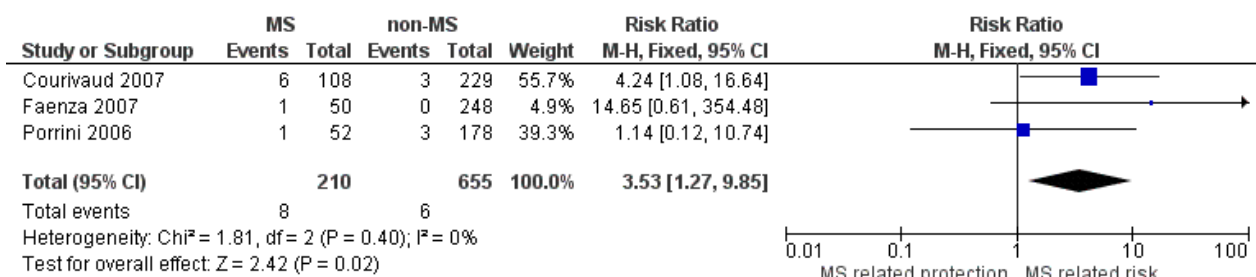 MS non-MS Risk Ratio Risk Ratio
Study or Subgroup Events Total Events Total Weight M-H, Fixed, 95% CI M-H, Fixed, 95% CI
Courivaud 2007 6 108 3 229 55.7% 4.24 [1.08, 16.64]
Faenza 2007 1 50 0 248 4.9% 14.65 [0.61, 354.48]
Porrini 2006 1 52 3 178 39.3% 1.14 [0.12, 10.74]
Total (95% CI) 210 655 100.0% 3.53 [1.27, 9.85]
Total events 8 6
Heterogeneity: Chi² = 1.81, df = 2 (P = 0.40); I² = 0%
Test for overall effect: Z = 2.42 (P = 0.02)
0.01 0.1 1 10 100
MS related protection MS related risk